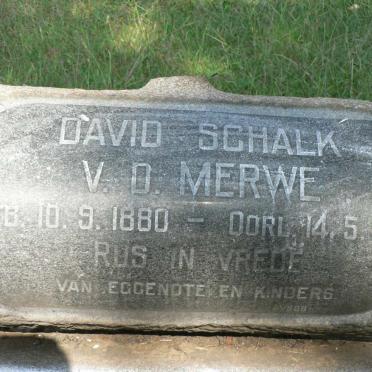 DAVID SCHALK
V. D. MERWE
B. 10.9.1880 - OORL. 14.5.
RUS IN VREDE
VAN EGGENOTE EN KINDERS